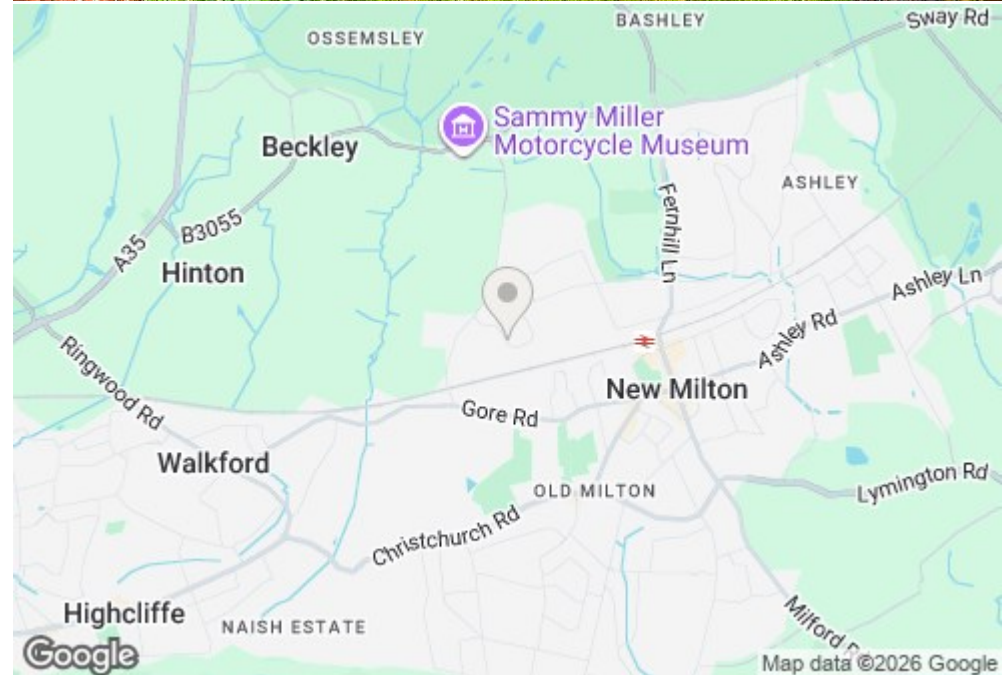 BASHLEY
Sway Rd
OSSEMSLEY
Sammy Miller
Motorcycle Museum
Beckley
ASHLEY
Fernhill Ln
B3055
A35
Hinton
Ashley Ln
Ashley Rd
Ringwood Rd
New Milton
Gore Rd
Walkford
Lymington Rd
OLD MILTON
Christchurch Rd
Highcliffe
NAISH ESTATE
Milford Rd
Google
Map data ©2026 Google